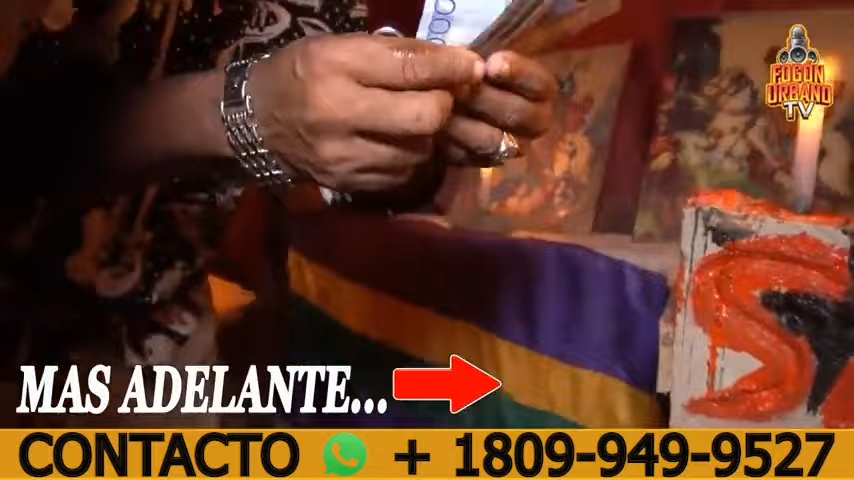 FOGON
URBANO
TV
MAS ADELANTE...
CONTACTO + 1809-949-9527